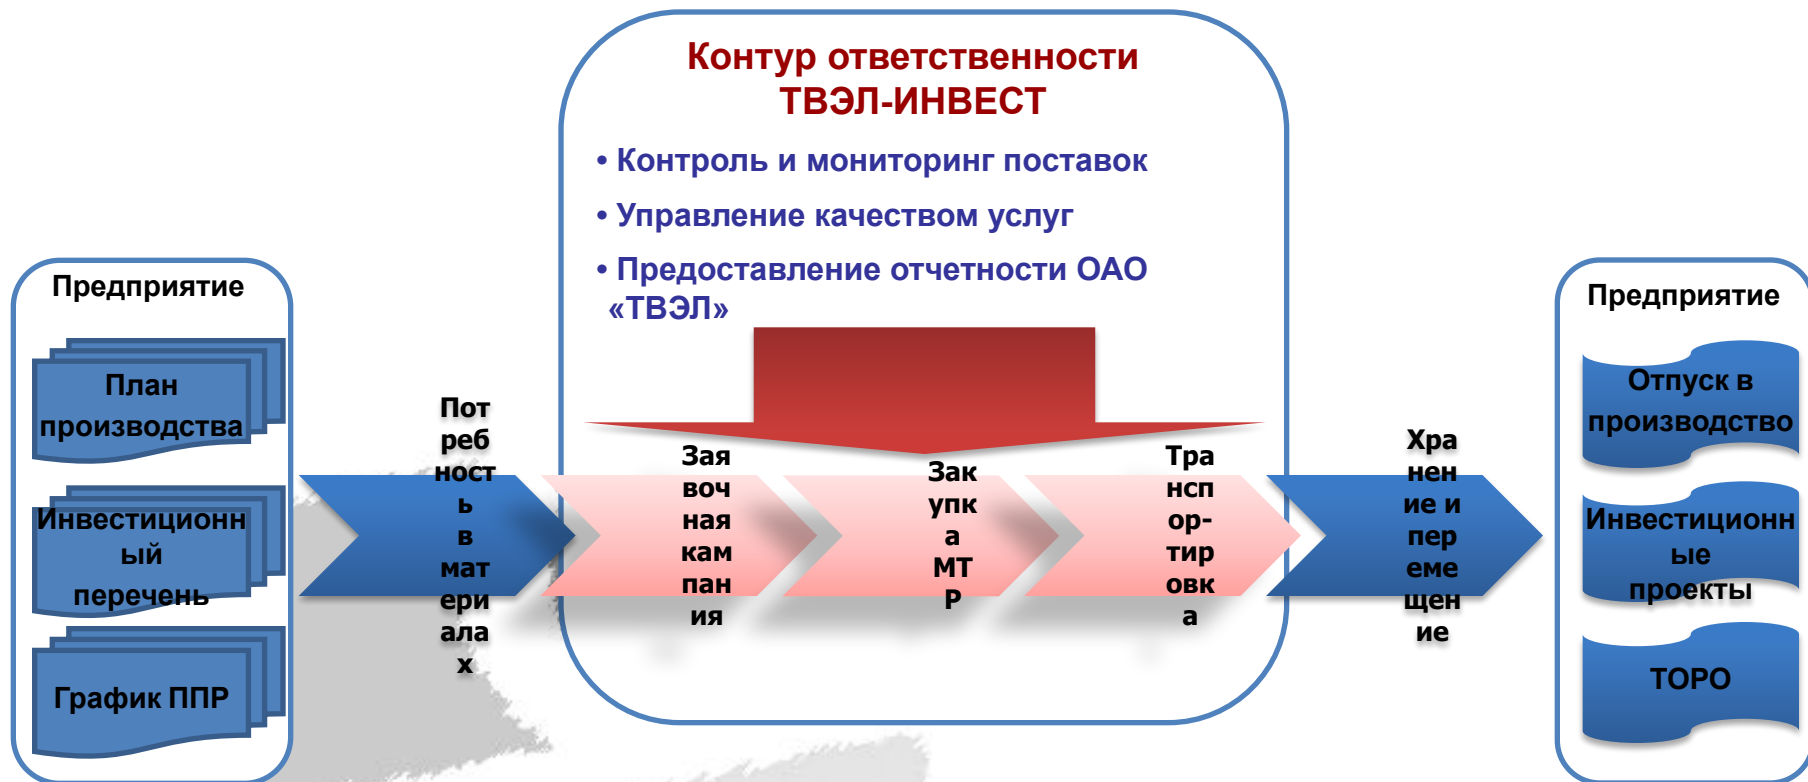 Контур ответственности
ТВЭЛ-ИНВЕСТ
• Контроль и мониторинг поставок
• Управление качеством услуг
• Предоставление отчетности ОАО
«ТВЭЛ»
Предприятие
План
производства
Инвестиционн
ый
перечень
График ППР
Пот
реб
ност
ь
в
мат
ери
ала
х
Зая
воч
ная
кам
пан
ия
Зак
упк
а
МТ
Р
Тра
нсп
ор-
тир
овк
а
Хра
нен
ие и
пер
еме
щен
ие
Предприятие
Отпуск в
производство
Инвестиционн
ые
проекты
ТОРО